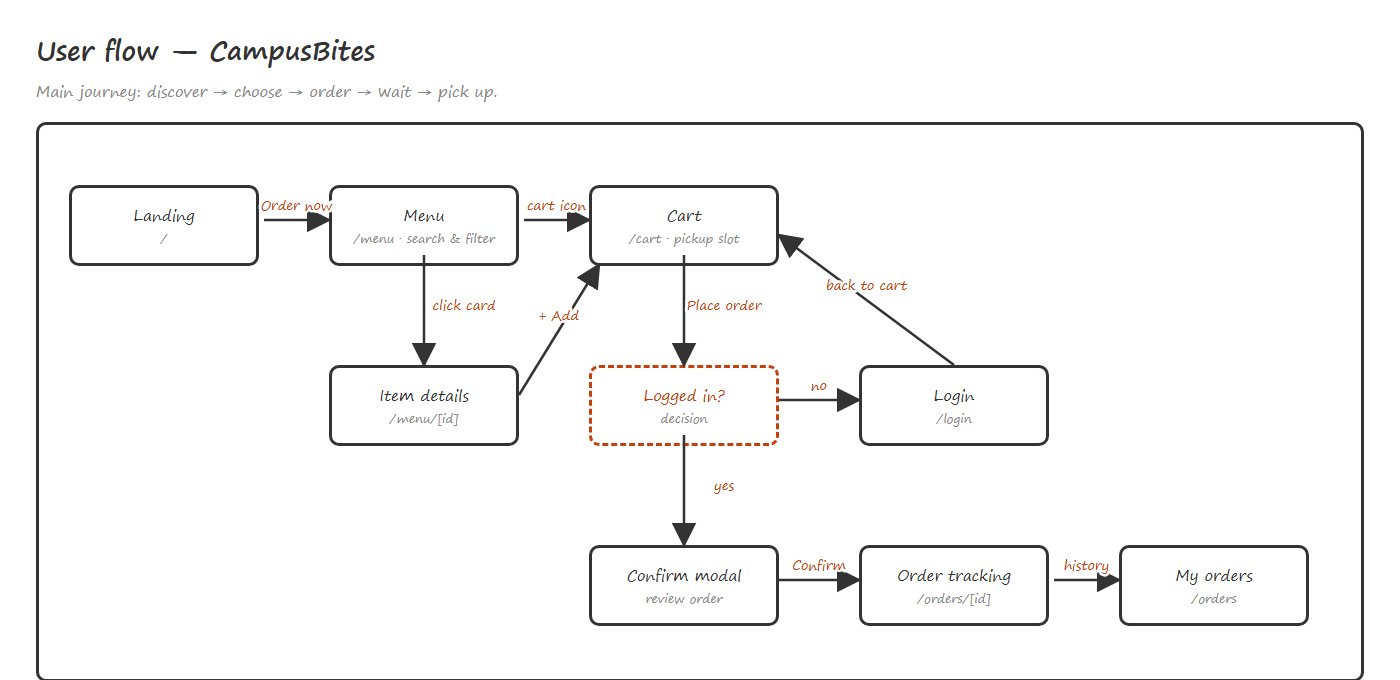 User flow — CampusBites
Main journey: discover → choose → order → wait → pick up.
Landing
/
Order now
Menu
/menu · search & filter
cart icon
Cart
/cart · pickup slot
click card
+ Add
Place order
back to cart
Item details
/menu/[id]
Logged in?
decision
no
Login
/login
yes
Confirm modal
review order
Confirm
Order tracking
/orders/[id]
history
My orders
/orders